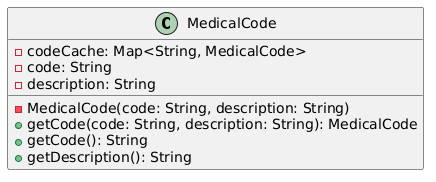 C MedicalCode
codeCache: Map<String, MedicalCode>
code: String
description: String
MedicalCode(code: String, description: String)
getCode(code: String, description: String): MedicalCode
getCode(): String
getDescription(): String